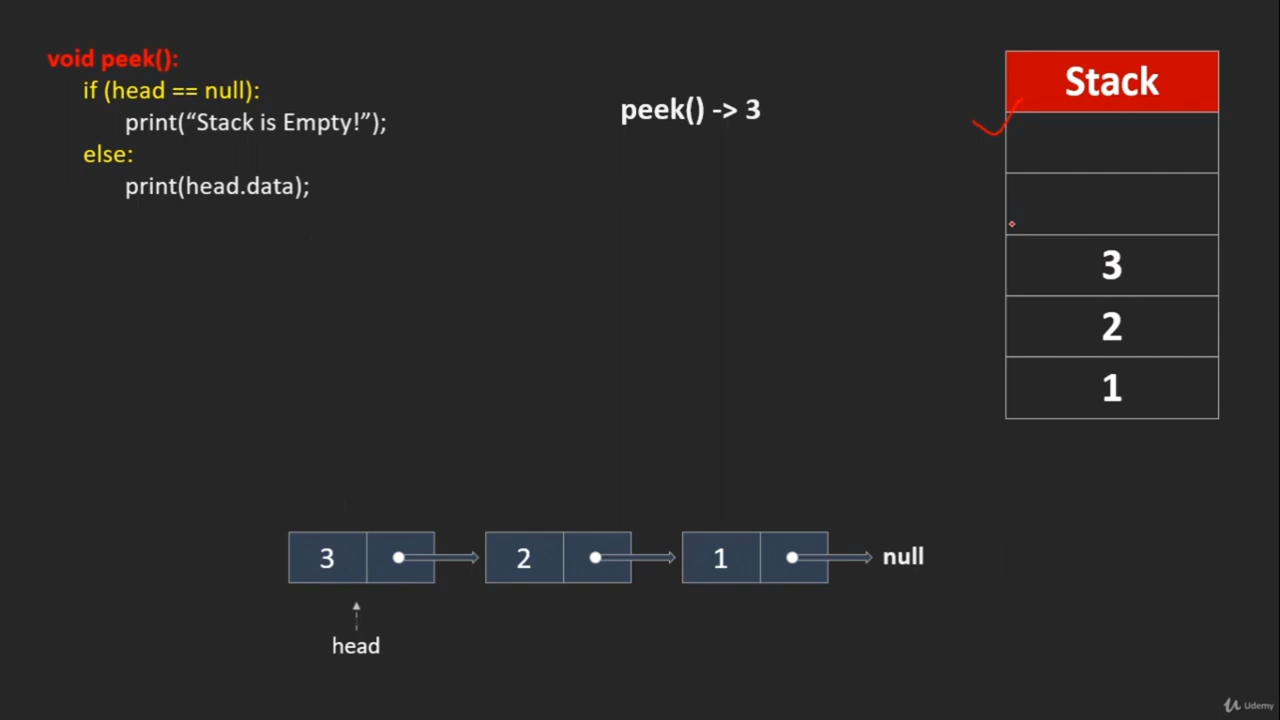 void peek():
if (head == null):
print(“Stack is Empty!”);
else:
print(head.data);
peek() -> 3
Stack
3
2
1
3
2
1
null
head
Udemy